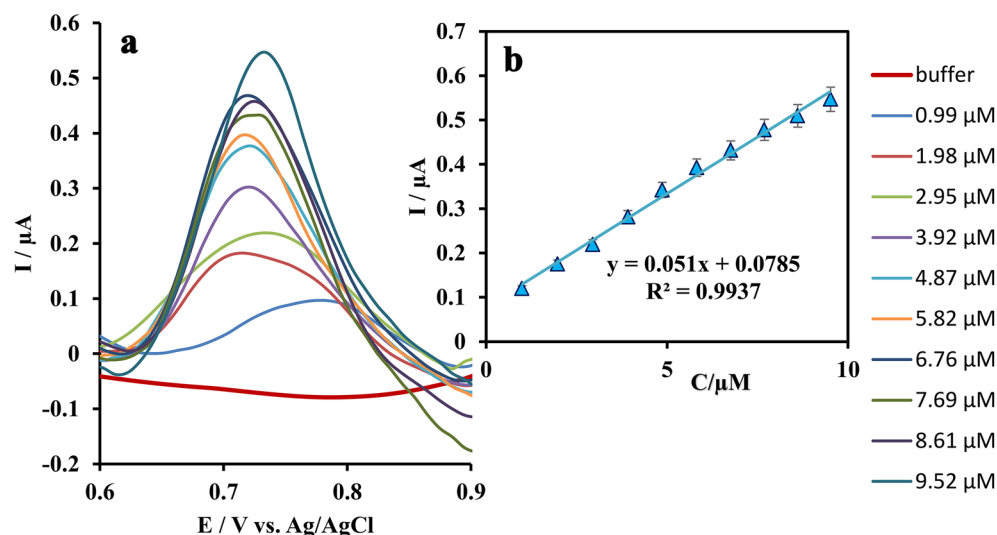 a
0.6
0.5
0.4
0.3
0.2
0.1
0
-0.1
-0.2
I / µA
0.6
0.7
0.8
0.9
E / V vs. Ag/AgCl
b
0.7
0.6
0.5
0.4
0.3
0.2
0.1
0
I / µA
y = 0.051x + 0.0785
R² = 0.9937
0
5
10
C/µM
buffer
0.99 µM
1.98 µM
2.95 µM
3.92 µM
4.87 µM
5.82 µM
6.76 µM
7.69 µM
8.61 µM
9.52 µM